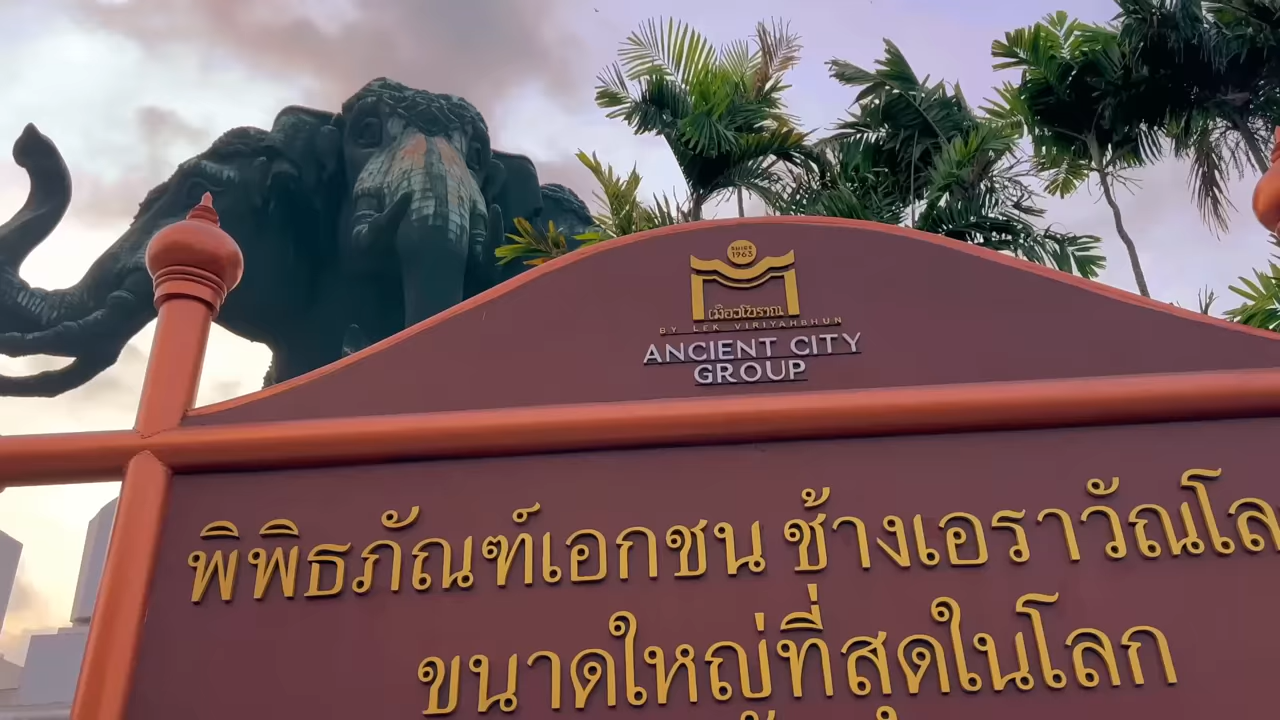 SINCE
1963
เมืองโบราณ
BY LEK VIRIYAHBHUN
ANCIENT CITY
GROUP
พิพิธภัณฑ์เอกชน ช้างเอราวัณโล
ขนาดใหญ่ที่สุดในโลก